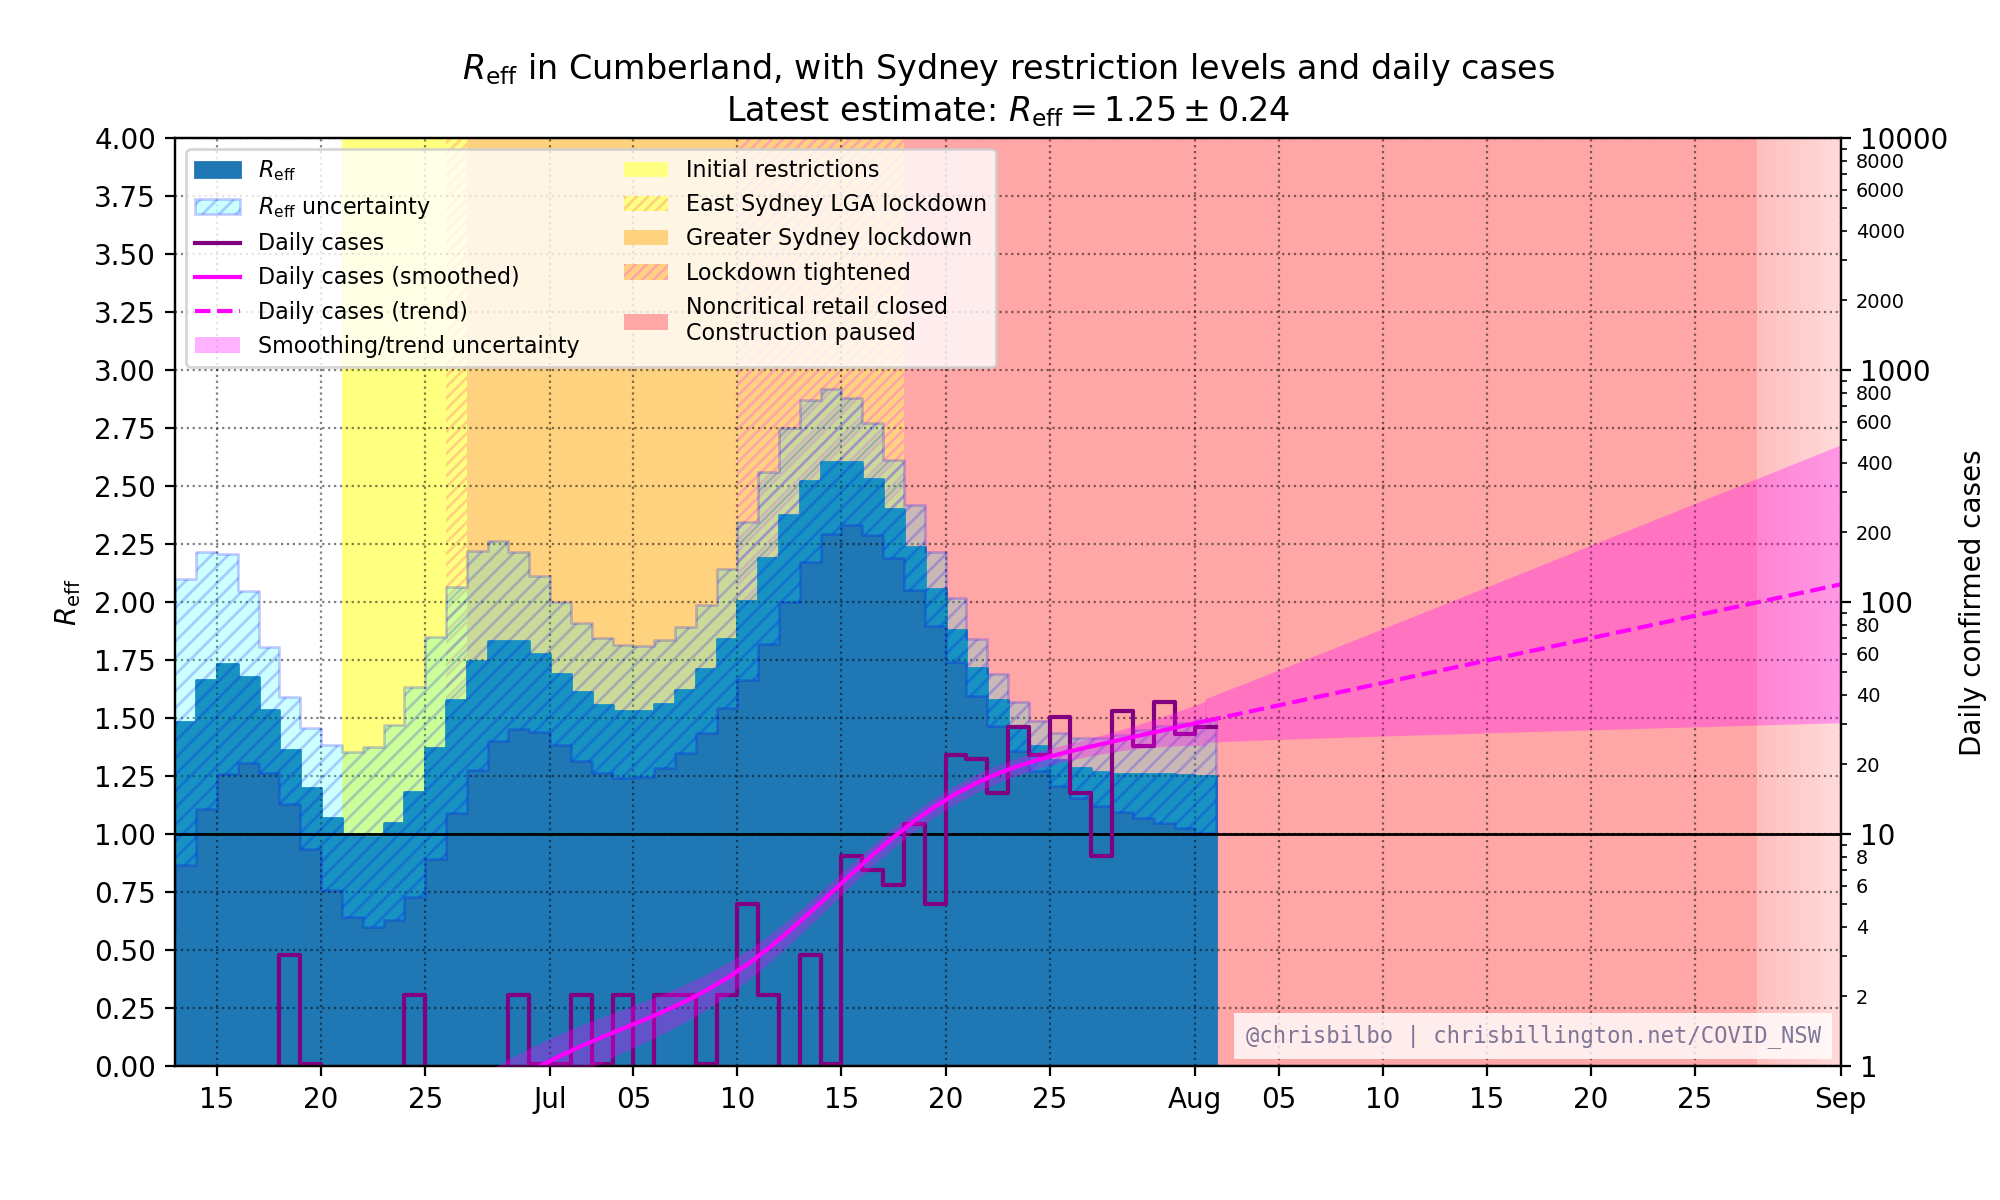 R_eff in Cumberland, with Sydney restriction levels and daily cases
Latest estimate: R_eff = 1.25 ± 0.24
R_eff
R_eff uncertainty
Daily cases
Daily cases (smoothed)
Daily cases (trend)
Smoothing/trend uncertainty
Initial restrictions
East Sydney LGA lockdown
Greater Sydney lockdown
Lockdown tightened
Noncritical retail closed
Construction paused
4.00
3.75
3.50
3.25
3.00
2.75
2.50
2.25
2.00
1.75
1.50
1.25
1.00
0.75
0.50
0.25
0.00
R_eff
10000
8000
6000
4000
2000
1000
800
600
400
200
100
80
60
40
20
10
8
6
4
2
1
Daily confirmed cases
@chrisbilbo | chrisbillington.net/COVID_NSW
15 20 25 Jul 05 10 15 20 25 Aug 05 10 15 20 25 Sep